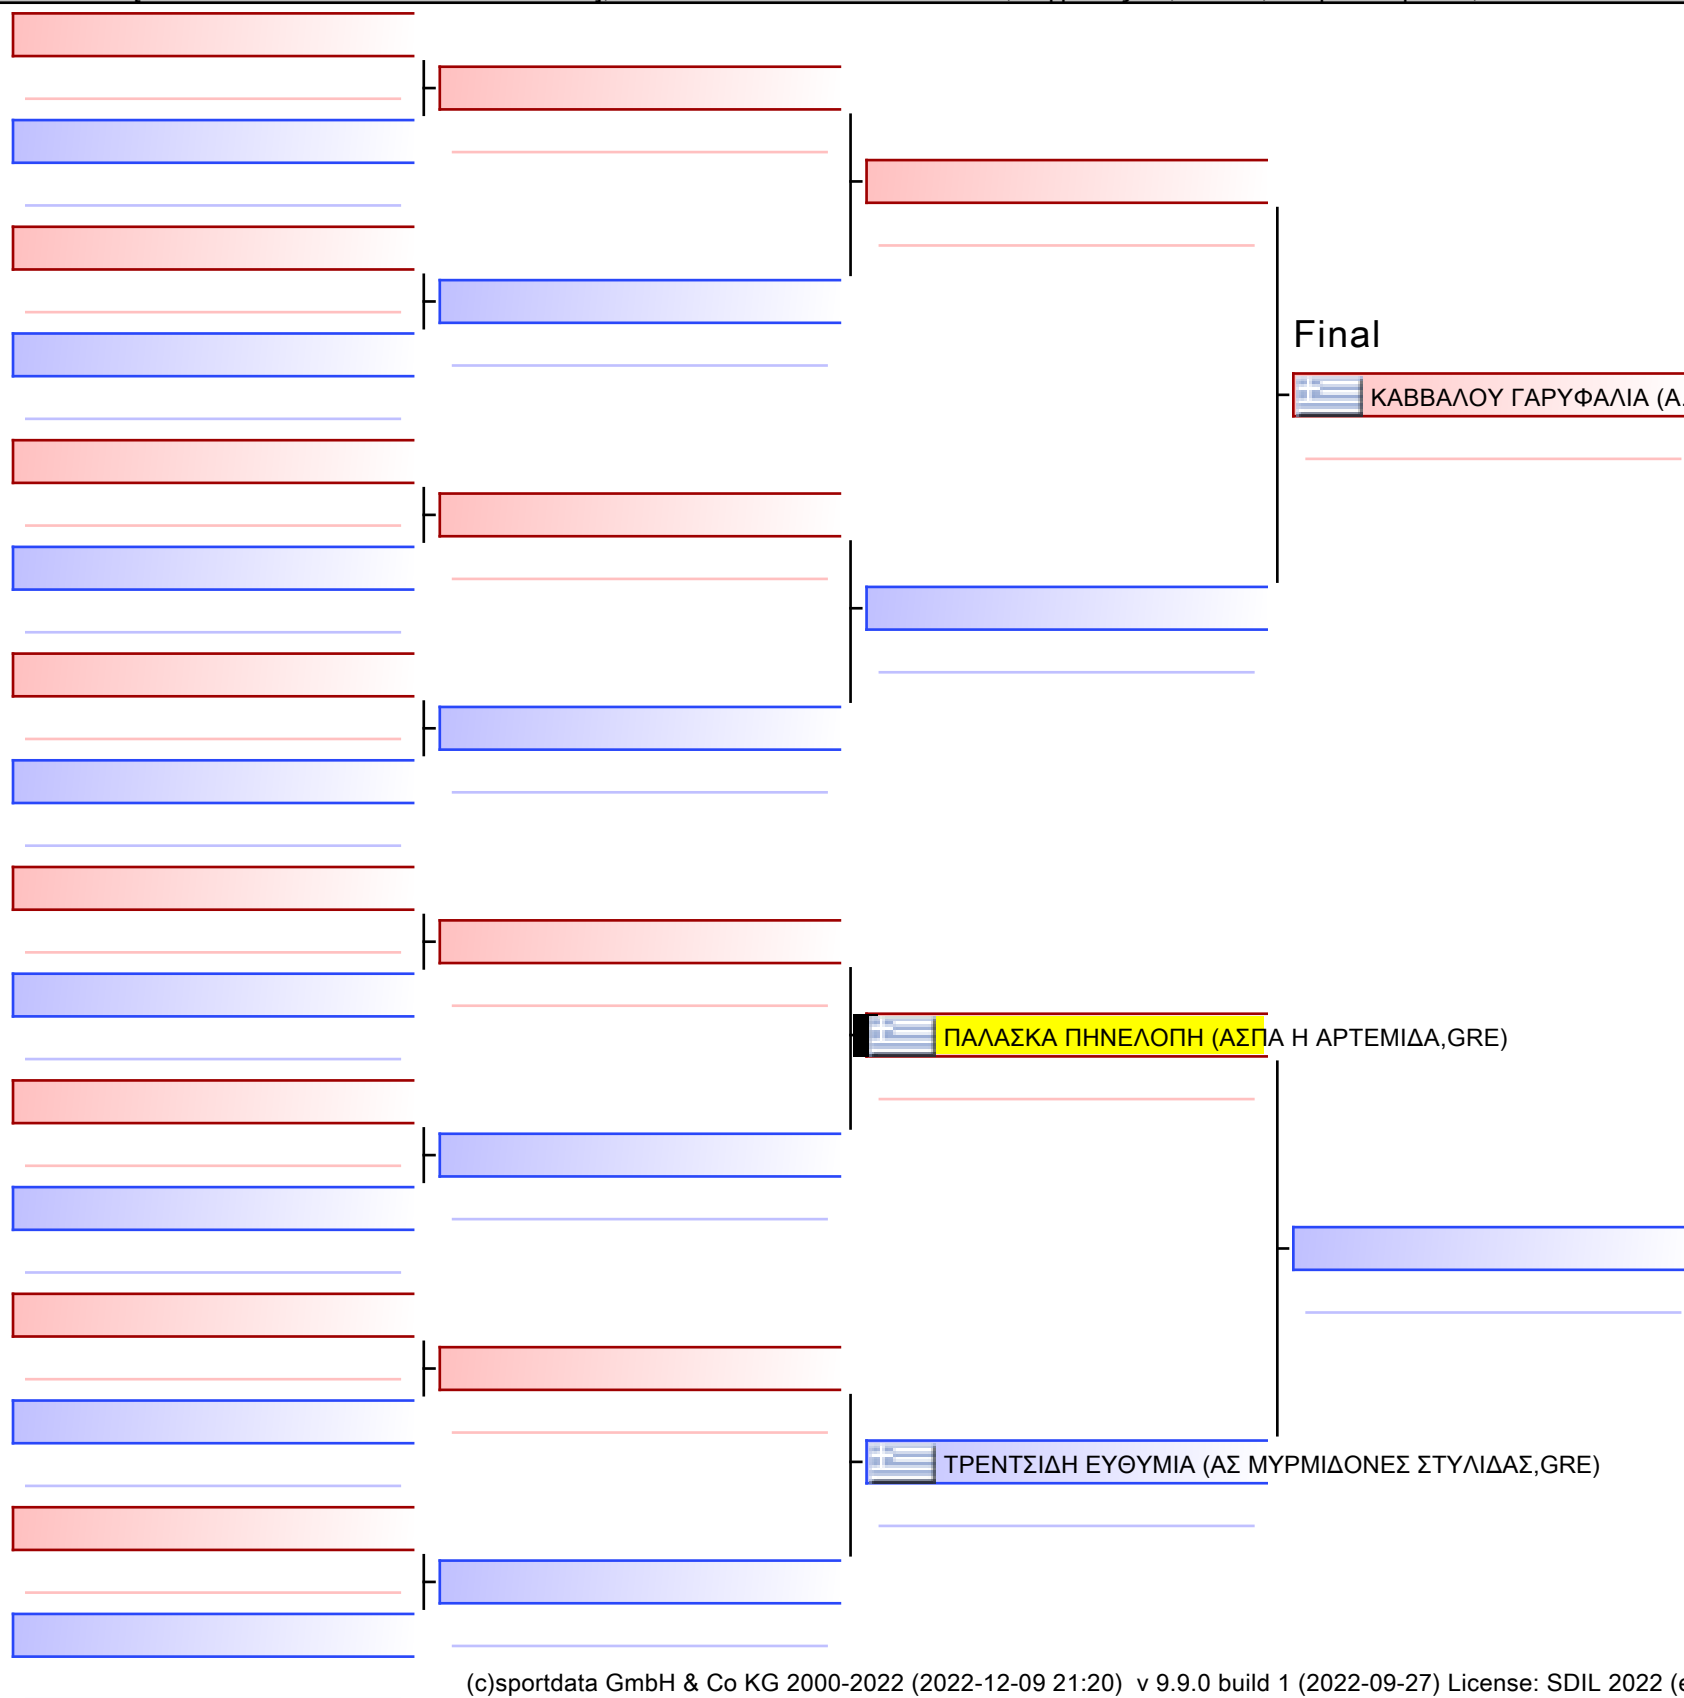 Final
ΚΑΒΒΑΛΟΥ ΓΑΡΥΦΑΛΙΑ (Α.
ΠΑΛΑΣΚΑ ΠΗΝΕΛΟΠΗ (ΑΣΠΑ Η ΑΡΤΕΜΙΔΑ,GRE)
ΤΡΕΝΤΣΙΔΗ ΕΥΘΥΜΙΑ (ΑΣ ΜΥΡΜΙΔΟΝΕΣ ΣΤΥΛΙΔΑΣ,GRE)
(c)sportdata GmbH & Co KG 2000-2022 (2022-12-09 21:20) v 9.9.0 build 1 (2022-09-27) License: SDIL 2022 (e